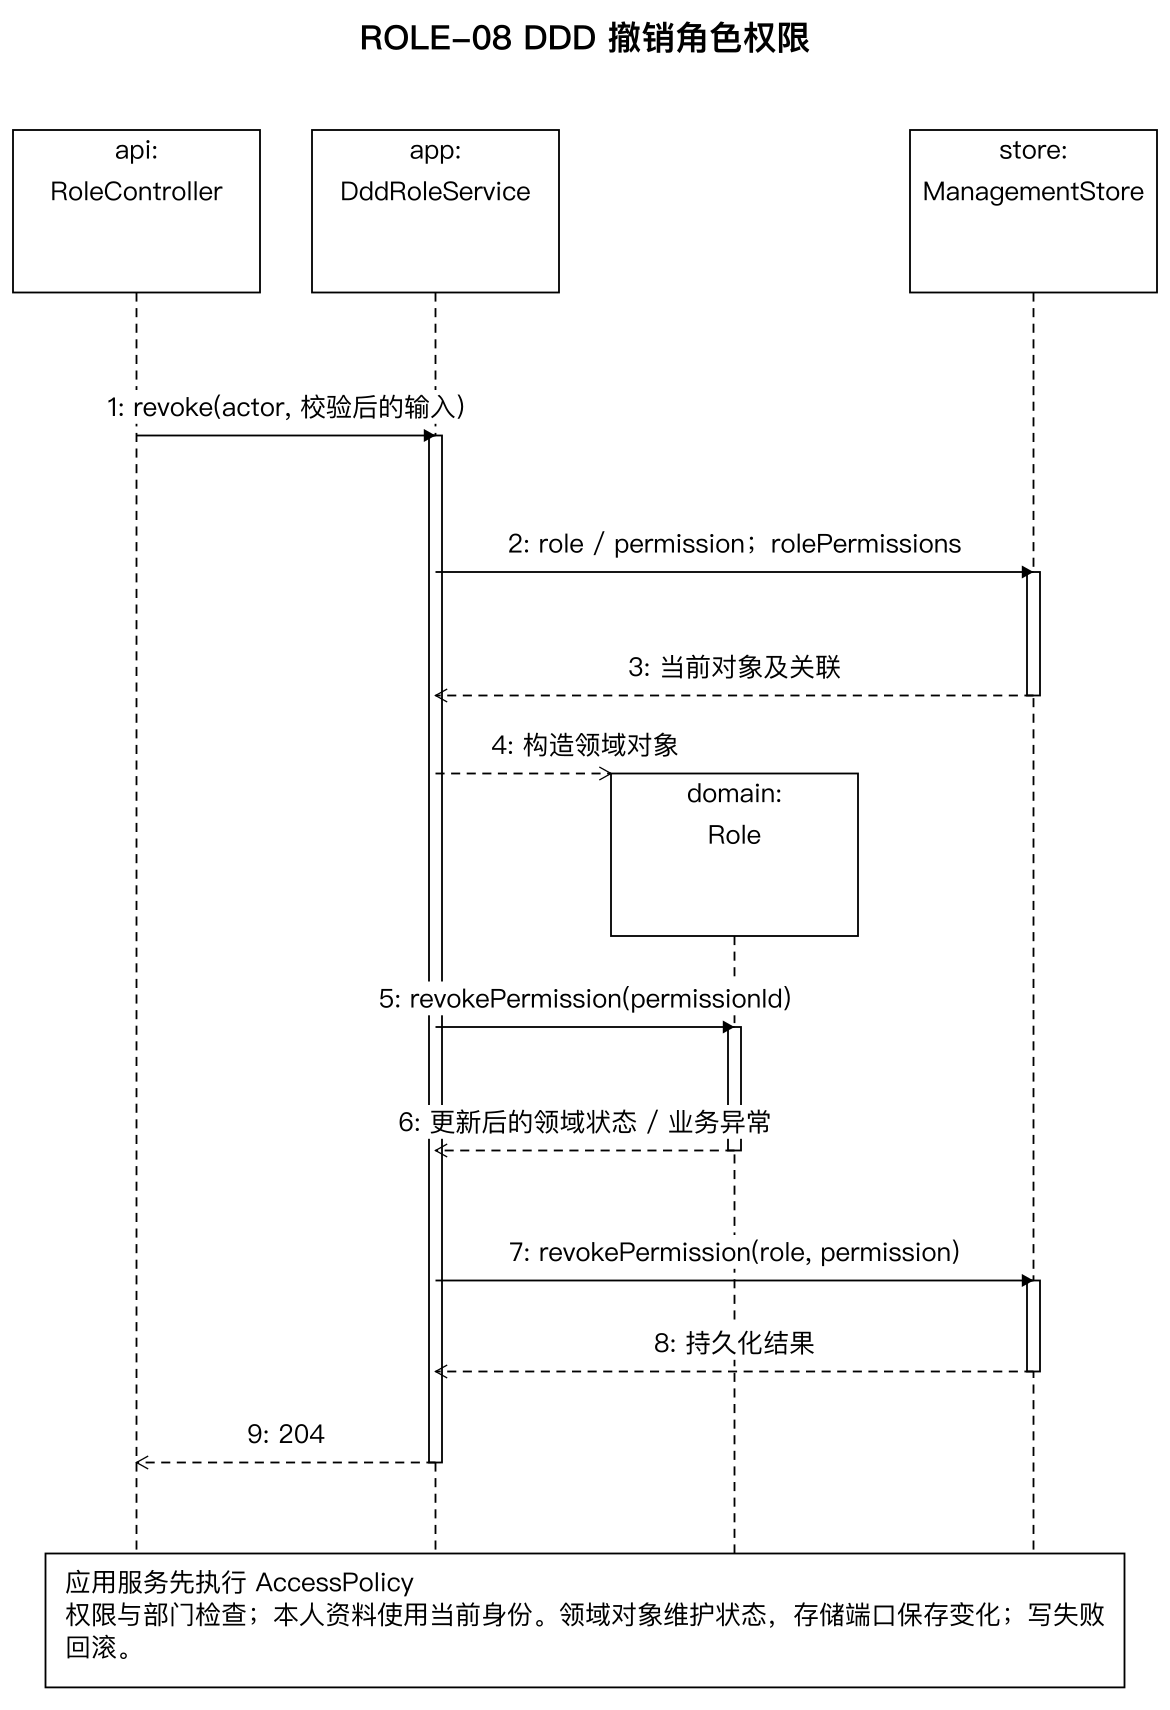 ROLE-08 DDD 撤销角色权限
api:
RoleController
app:
DddRoleService
store:
ManagementStore
1: revoke(actor, 校验后的输入)
2: role / permission；rolePermissions
3: 当前对象及关联
4: 构造领域对象
domain:
Role
5: revokePermission(permissionId)
6: 更新后的领域状态 / 业务异常
7: revokePermission(role, permission)
8: 持久化结果
9: 204
应用服务先执行 AccessPolicy
权限与部门检查；本人资料使用当前身份。领域对象维护状态，存储端口保存变化；写失败
回滚。